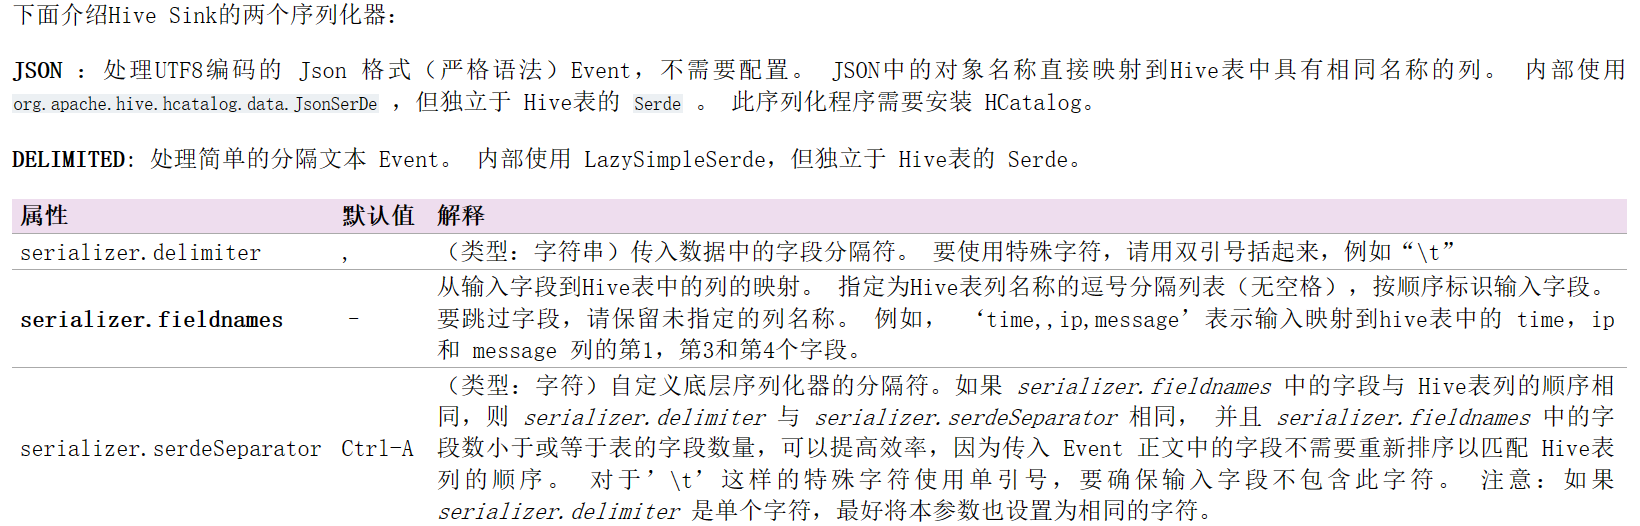 下面介绍Hive Sink的两个序列化器：
JSON ：处理UTF8编码的 Json 格式（严格语法）Event，不需要配置。 JSON中的对象名称直接映射到Hive表中具有相同名称的列。 内部使用
org.apache.hive.hcatalog.data.JsonSerDe ，但独立于 Hive表的 Serde 。 此序列化程序需要安装 HCatalog。
DELIMITED: 处理简单的分隔文本 Event。 内部使用 LazySimpleSerde，但独立于 Hive表的 Serde。
属性 默认值 解释
serializer.delimiter , （类型：字符串）传入数据中的字段分隔符。 要使用特殊字符，请用双引号括起来，例如“\t”
从输入字段到Hive表中的列的映射。 指定为Hive表列名称的逗号分隔列表（无空格），按顺序标识输入字段。
serializer.fieldnames – 要跳过字段，请保留未指定的列名称。 例如， ‘time,,ip,message’表示输入映射到hive表中的 time，ip
和 message 列的第1，第3和第4个字段。
（类型：字符）自定义底层序列化器的分隔符。如果 serializer.fieldnames 中的字段与 Hive表列的顺序相
同，则 serializer.delimiter 与 serializer.serdeSeparator 相同， 并且 serializer.fieldnames 中的字
serializer.serdeSeparator Ctrl-A 段数小于或等于表的字段数量，可以提高效率，因为传入 Event 正文中的字段不需要重新排序以匹配 Hive表
列的顺序。 对于’\t’这样的特殊字符使用单引号，要确保输入字段不包含此字符。 注意：如果
serializer.delimiter 是单个字符，最好将本参数也设置为相同的字符。